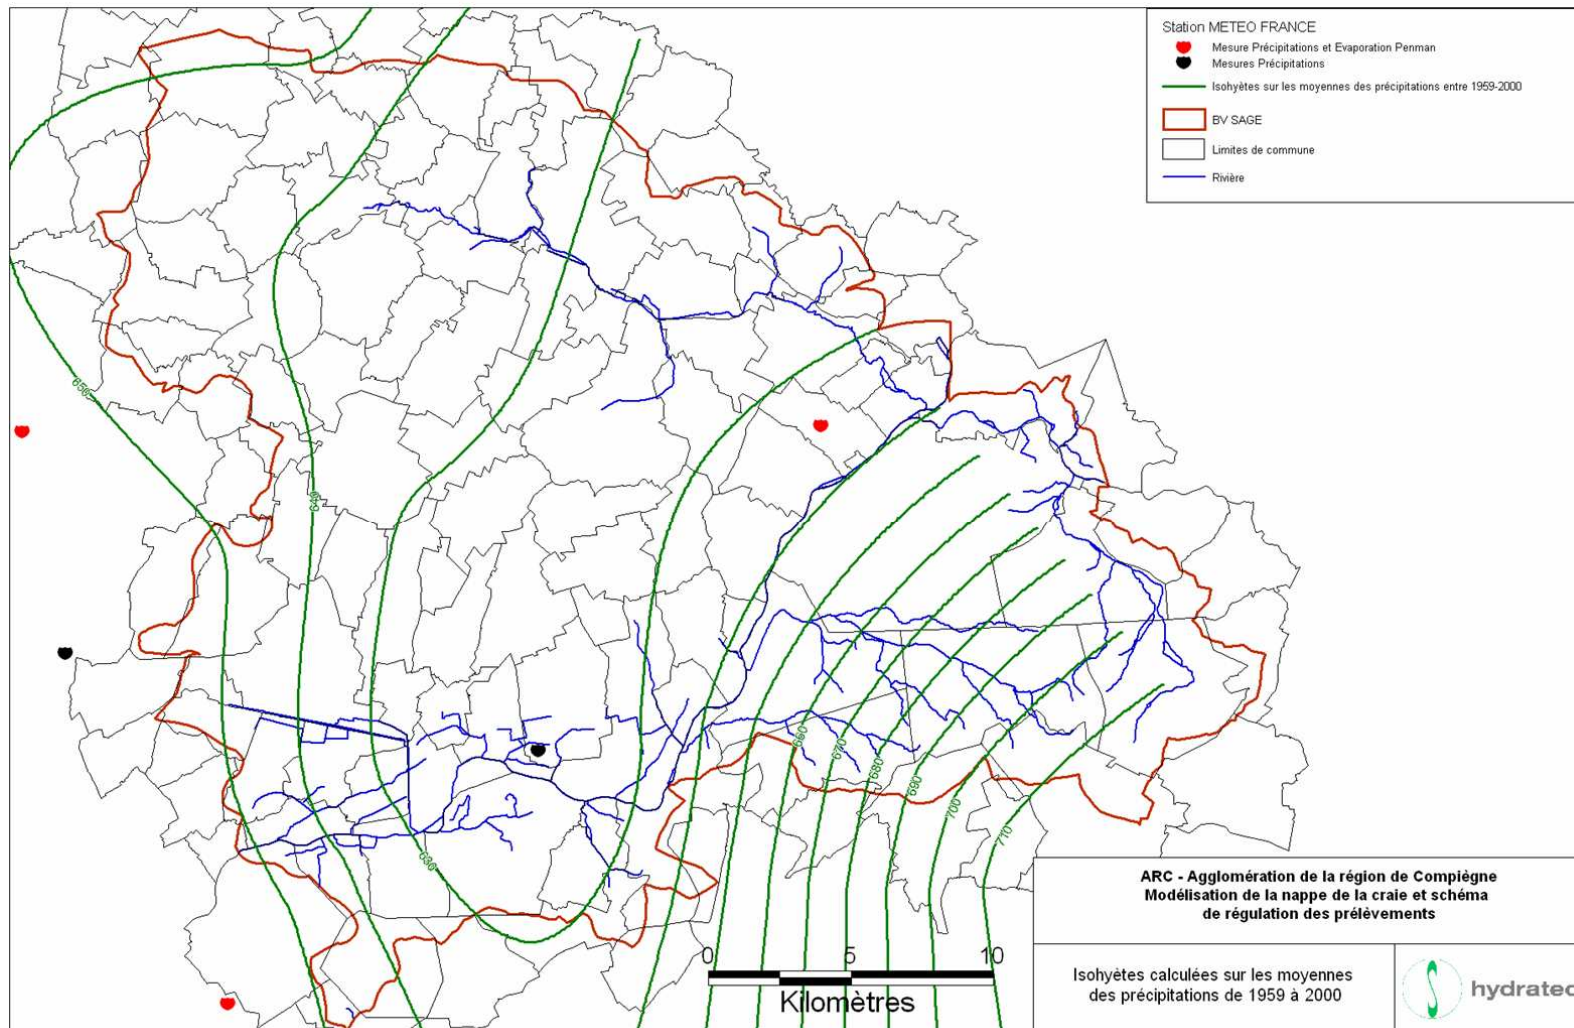 Station METEO FRANCE
Mesure Précipitations et Evaporation Penman
Mesures Précipitations
Isohyètes sur les moyennes des précipitations entre 1959-2000
BV SAGE
Limites de commune
Rivière
650
640
630
660
670
680
690
700
710
0 5 10
Kilomètres
ARC - Agglomération de la région de Compiègne
Modélisation de la nappe de la craie et schéma
de régulation des prélèvements
Isohyètes calculées sur les moyennes
des précipitations de 1959 à 2000
hydratec